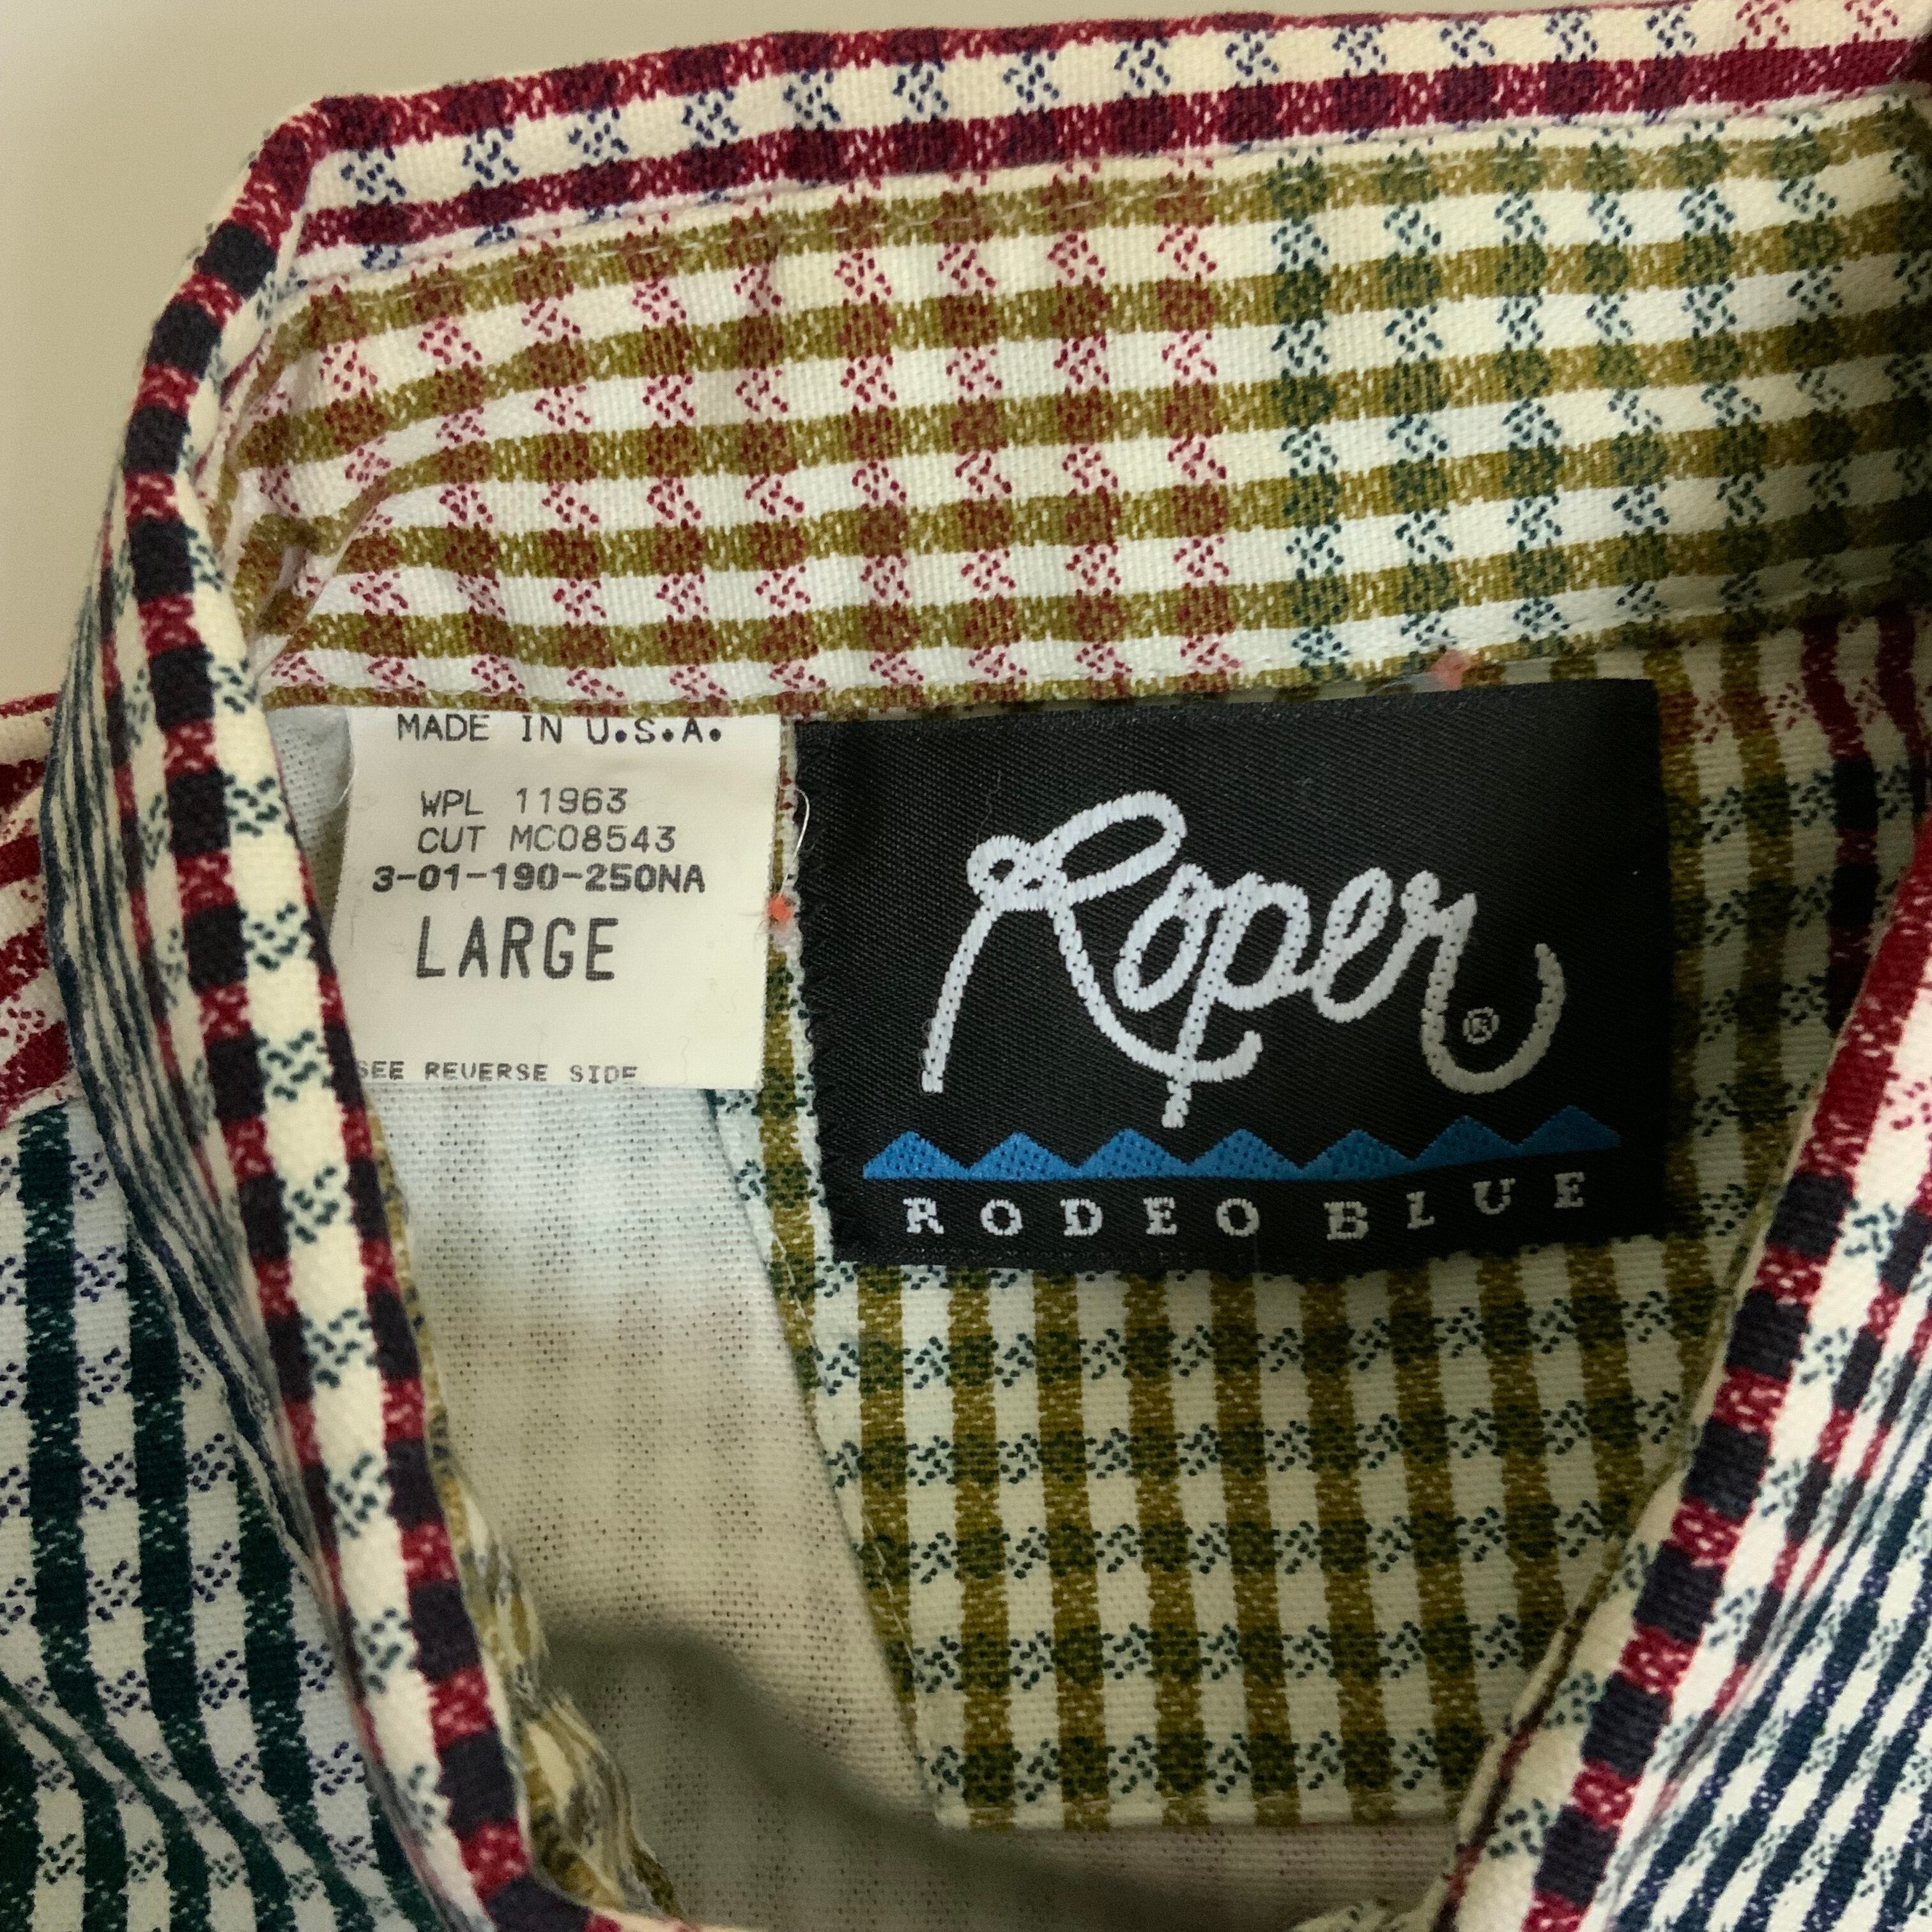 MADE IN U.S.A.
WPL 11963
CUT MC08543
3-01-190-250NA
LARGE
SEE REVERSE SIDE
Roper®
RODEO BLUE